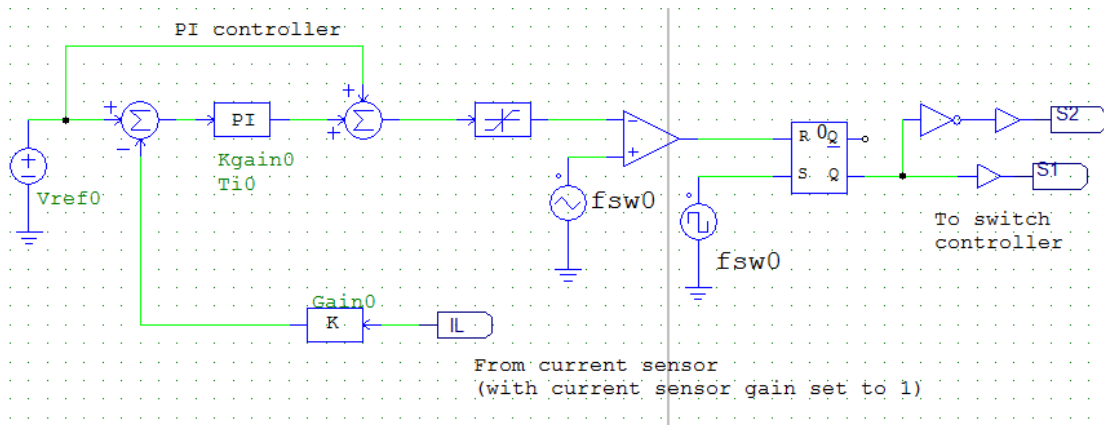 PI controller
+
Σ
−
PI
+
+
Σ
−
+
R
0
Q
S
Q
S2
S1
Kgain0
Ti0
Vref0
fsw0
fsw0
To switch
controller
Gain0
K
IL
From current sensor
(with current sensor gain set to 1)